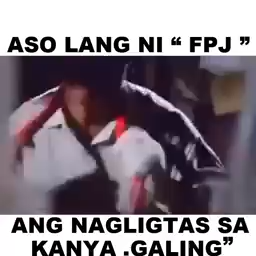 ASO LANG NI “ FPJ ”
ANG NAGLIGTAS SA
KANYA .GALING”